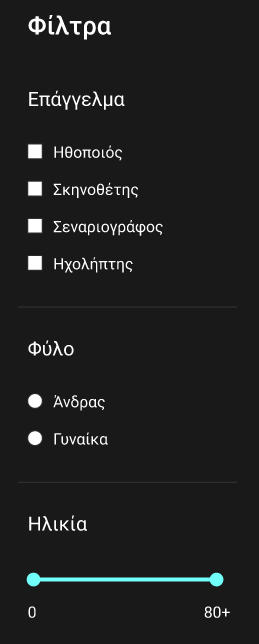 Φίλτρα
Επάγγελμα
Ηθοποιός
Σκηνοθέτης
Σεναριογράφος
Ηχολήπτης
Φύλο
Άνδρας
Γυναίκα
Ηλικία
0 80+